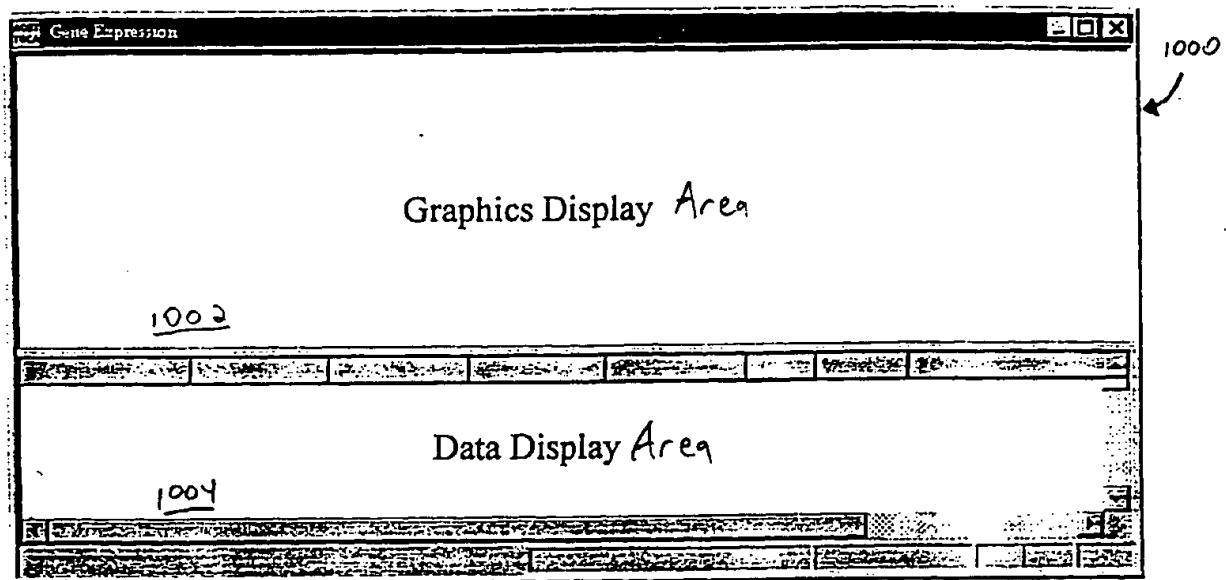 Gene Expression
1000
Graphics Display Area
1002
Data Display Area
1004